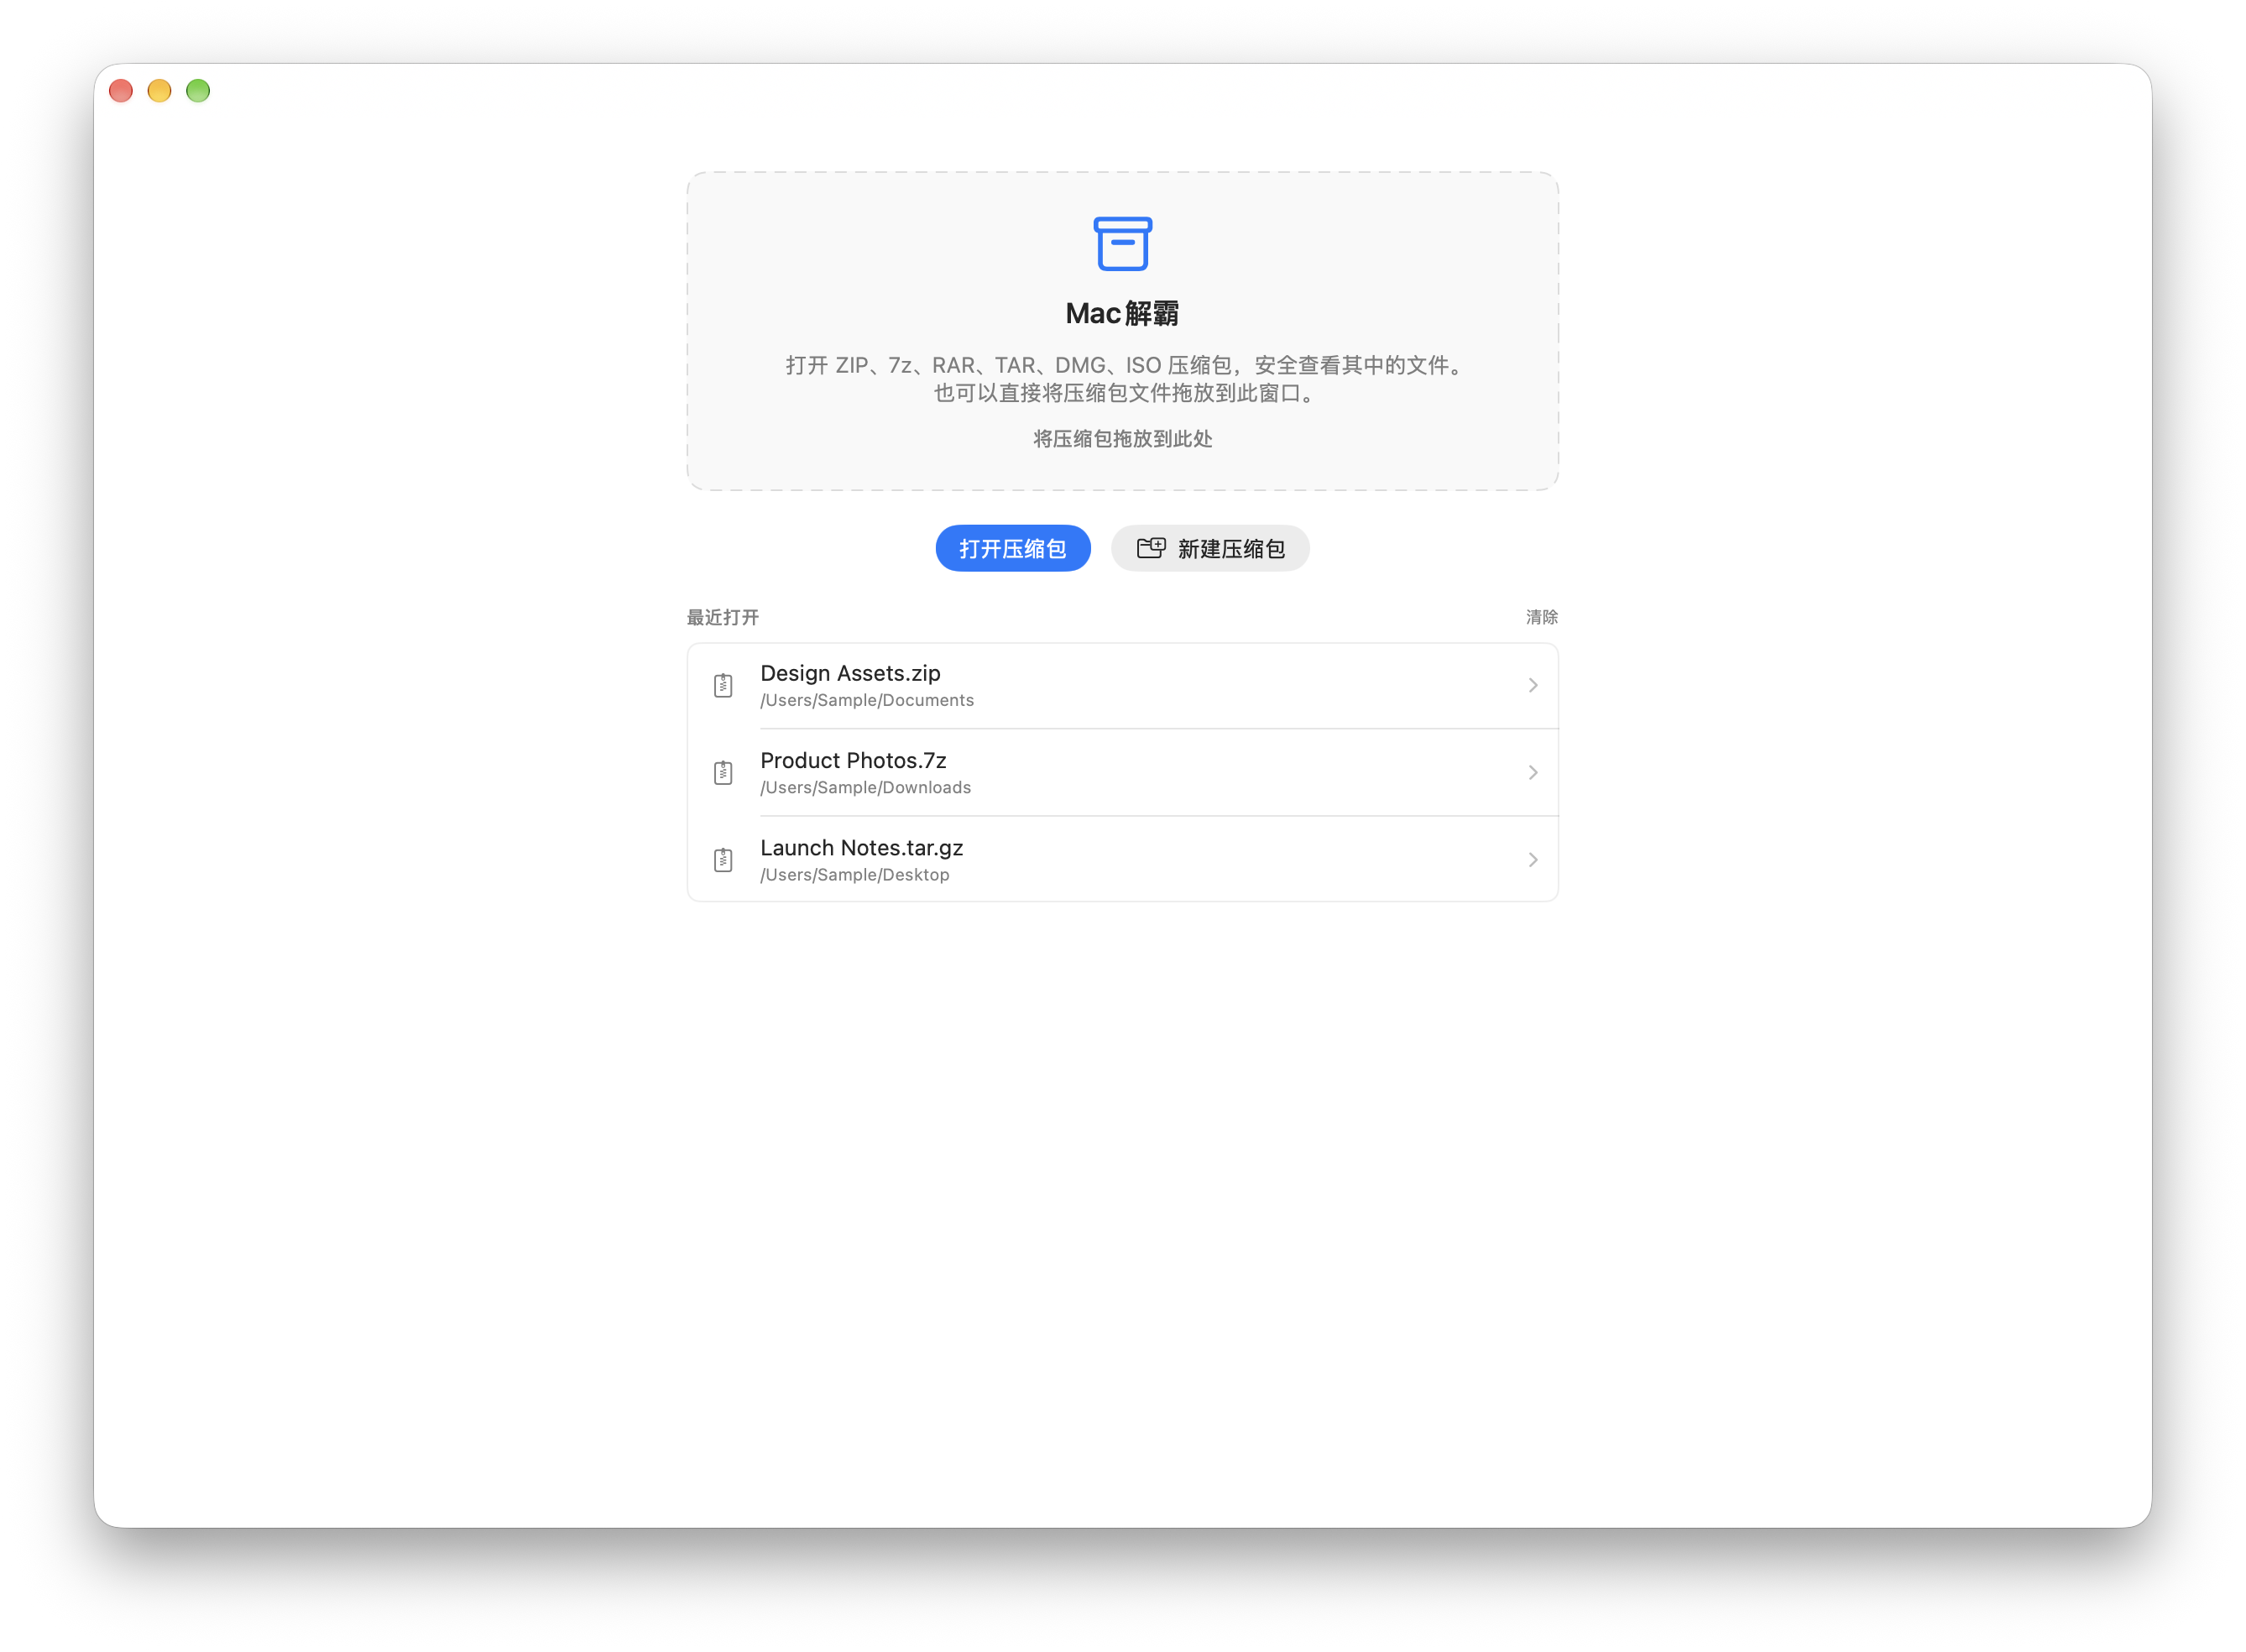 Mac解霸
打开 ZIP、7z、RAR、TAR、DMG、ISO 压缩包，安全查看其中的文件。
也可以直接将压缩包文件拖放到此窗口。
将压缩包拖放到此处
打开压缩包
新建压缩包
最近打开
清除
Design Assets.zip
/Users/Sample/Documents
Product Photos.7z
/Users/Sample/Downloads
Launch Notes.tar.gz
/Users/Sample/Desktop